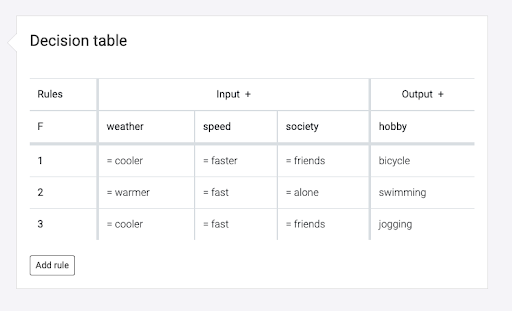 Decision table
Rules Input + Output +
F weather speed society hobby
1 = cooler = faster = friends bicycle
2 = warmer = fast = alone swimming
3 = cooler = fast = friends jogging
Add rule